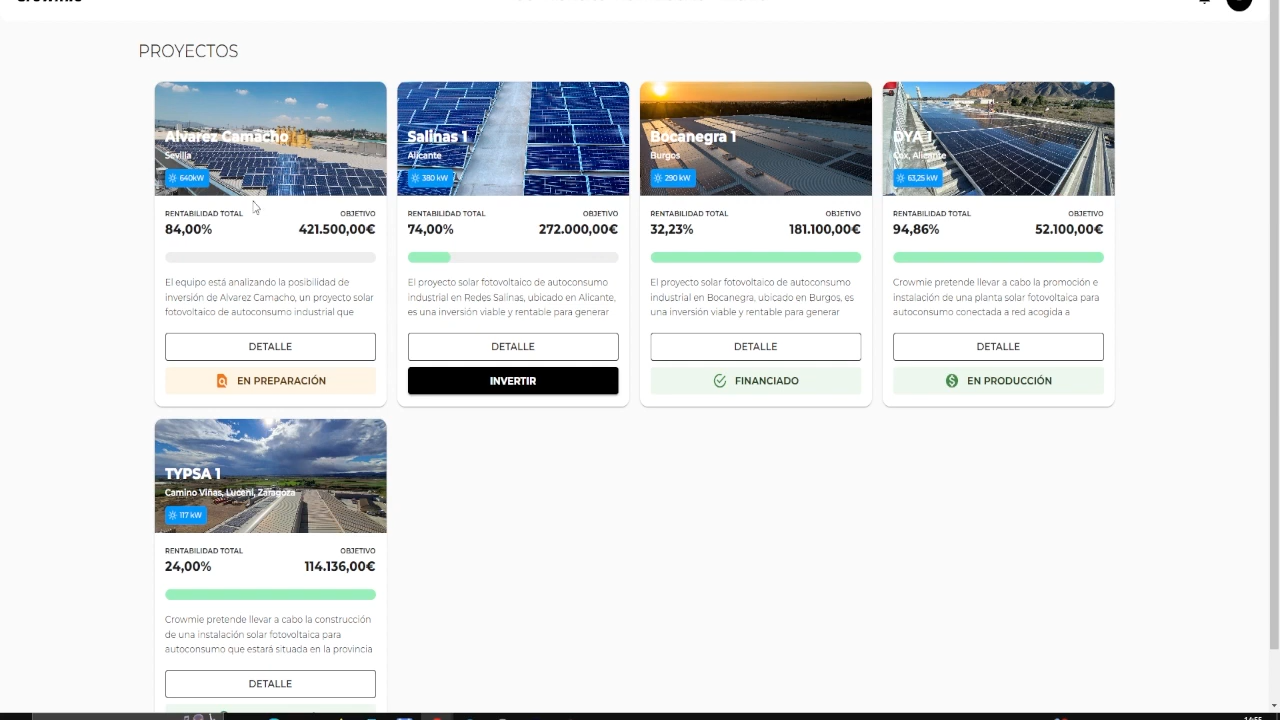 PROYECTOS
Alvarez Camacho
Sevilla
640kW
RENTABILIDAD TOTAL OBJETIVO
84,00% 421.500,00€
El equipo está analizando la posibilidad de
inversión de Alvarez Camacho, un proyecto solar
fotovoltaico de autoconsumo industrial que
DETALLE
EN PREPARACIÓN
Salinas 1
Alicante
380 kW
RENTABILIDAD TOTAL OBJETIVO
74,00% 272.000,00€
El proyecto solar fotovoltaico de autoconsumo
industrial en Redes Salinas, ubicado en Alicante,
es una inversión viable y rentable para generar
DETALLE
INVERTIR
Bocanegra 1
Burgos
290 kW
RENTABILIDAD TOTAL OBJETIVO
32,23% 181.100,00€
El proyecto solar fotovoltaico de autoconsumo
industrial en Bocanegra, ubicado en Burgos, es
una inversión viable y rentable para generar
DETALLE
FINANCIADO
DYA 1
Cox, Alicante
63,25 kW
RENTABILIDAD TOTAL OBJETIVO
94,86% 52.100,00€
Crowmie pretende llevar a cabo la promoción e
instalación de una planta solar fotovoltaica para
autoconsumo conectada a red acogida a
DETALLE
EN PRODUCCIÓN
TYPSA 1
Camino Viñas, Luceni, Zaragoza
117 kW
RENTABILIDAD TOTAL OBJETIVO
24,00% 114.136,00€
Crowmie pretende llevar a cabo la construcción
de una instalación solar fotovoltaica para
autoconsumo que estará situada en la provincia
DETALLE